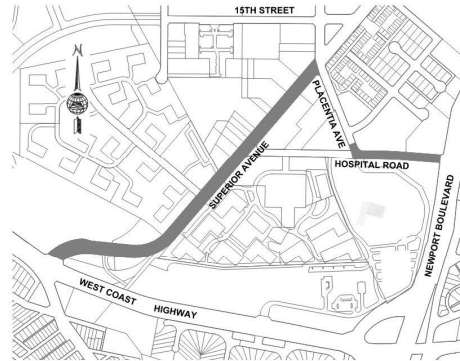 15TH STREET
N
PLACENTIA AVE
SUPERIOR AVENUE
HOSPITAL ROAD
NEWPORT BOULEVARD
WEST COAST HIGHWAY